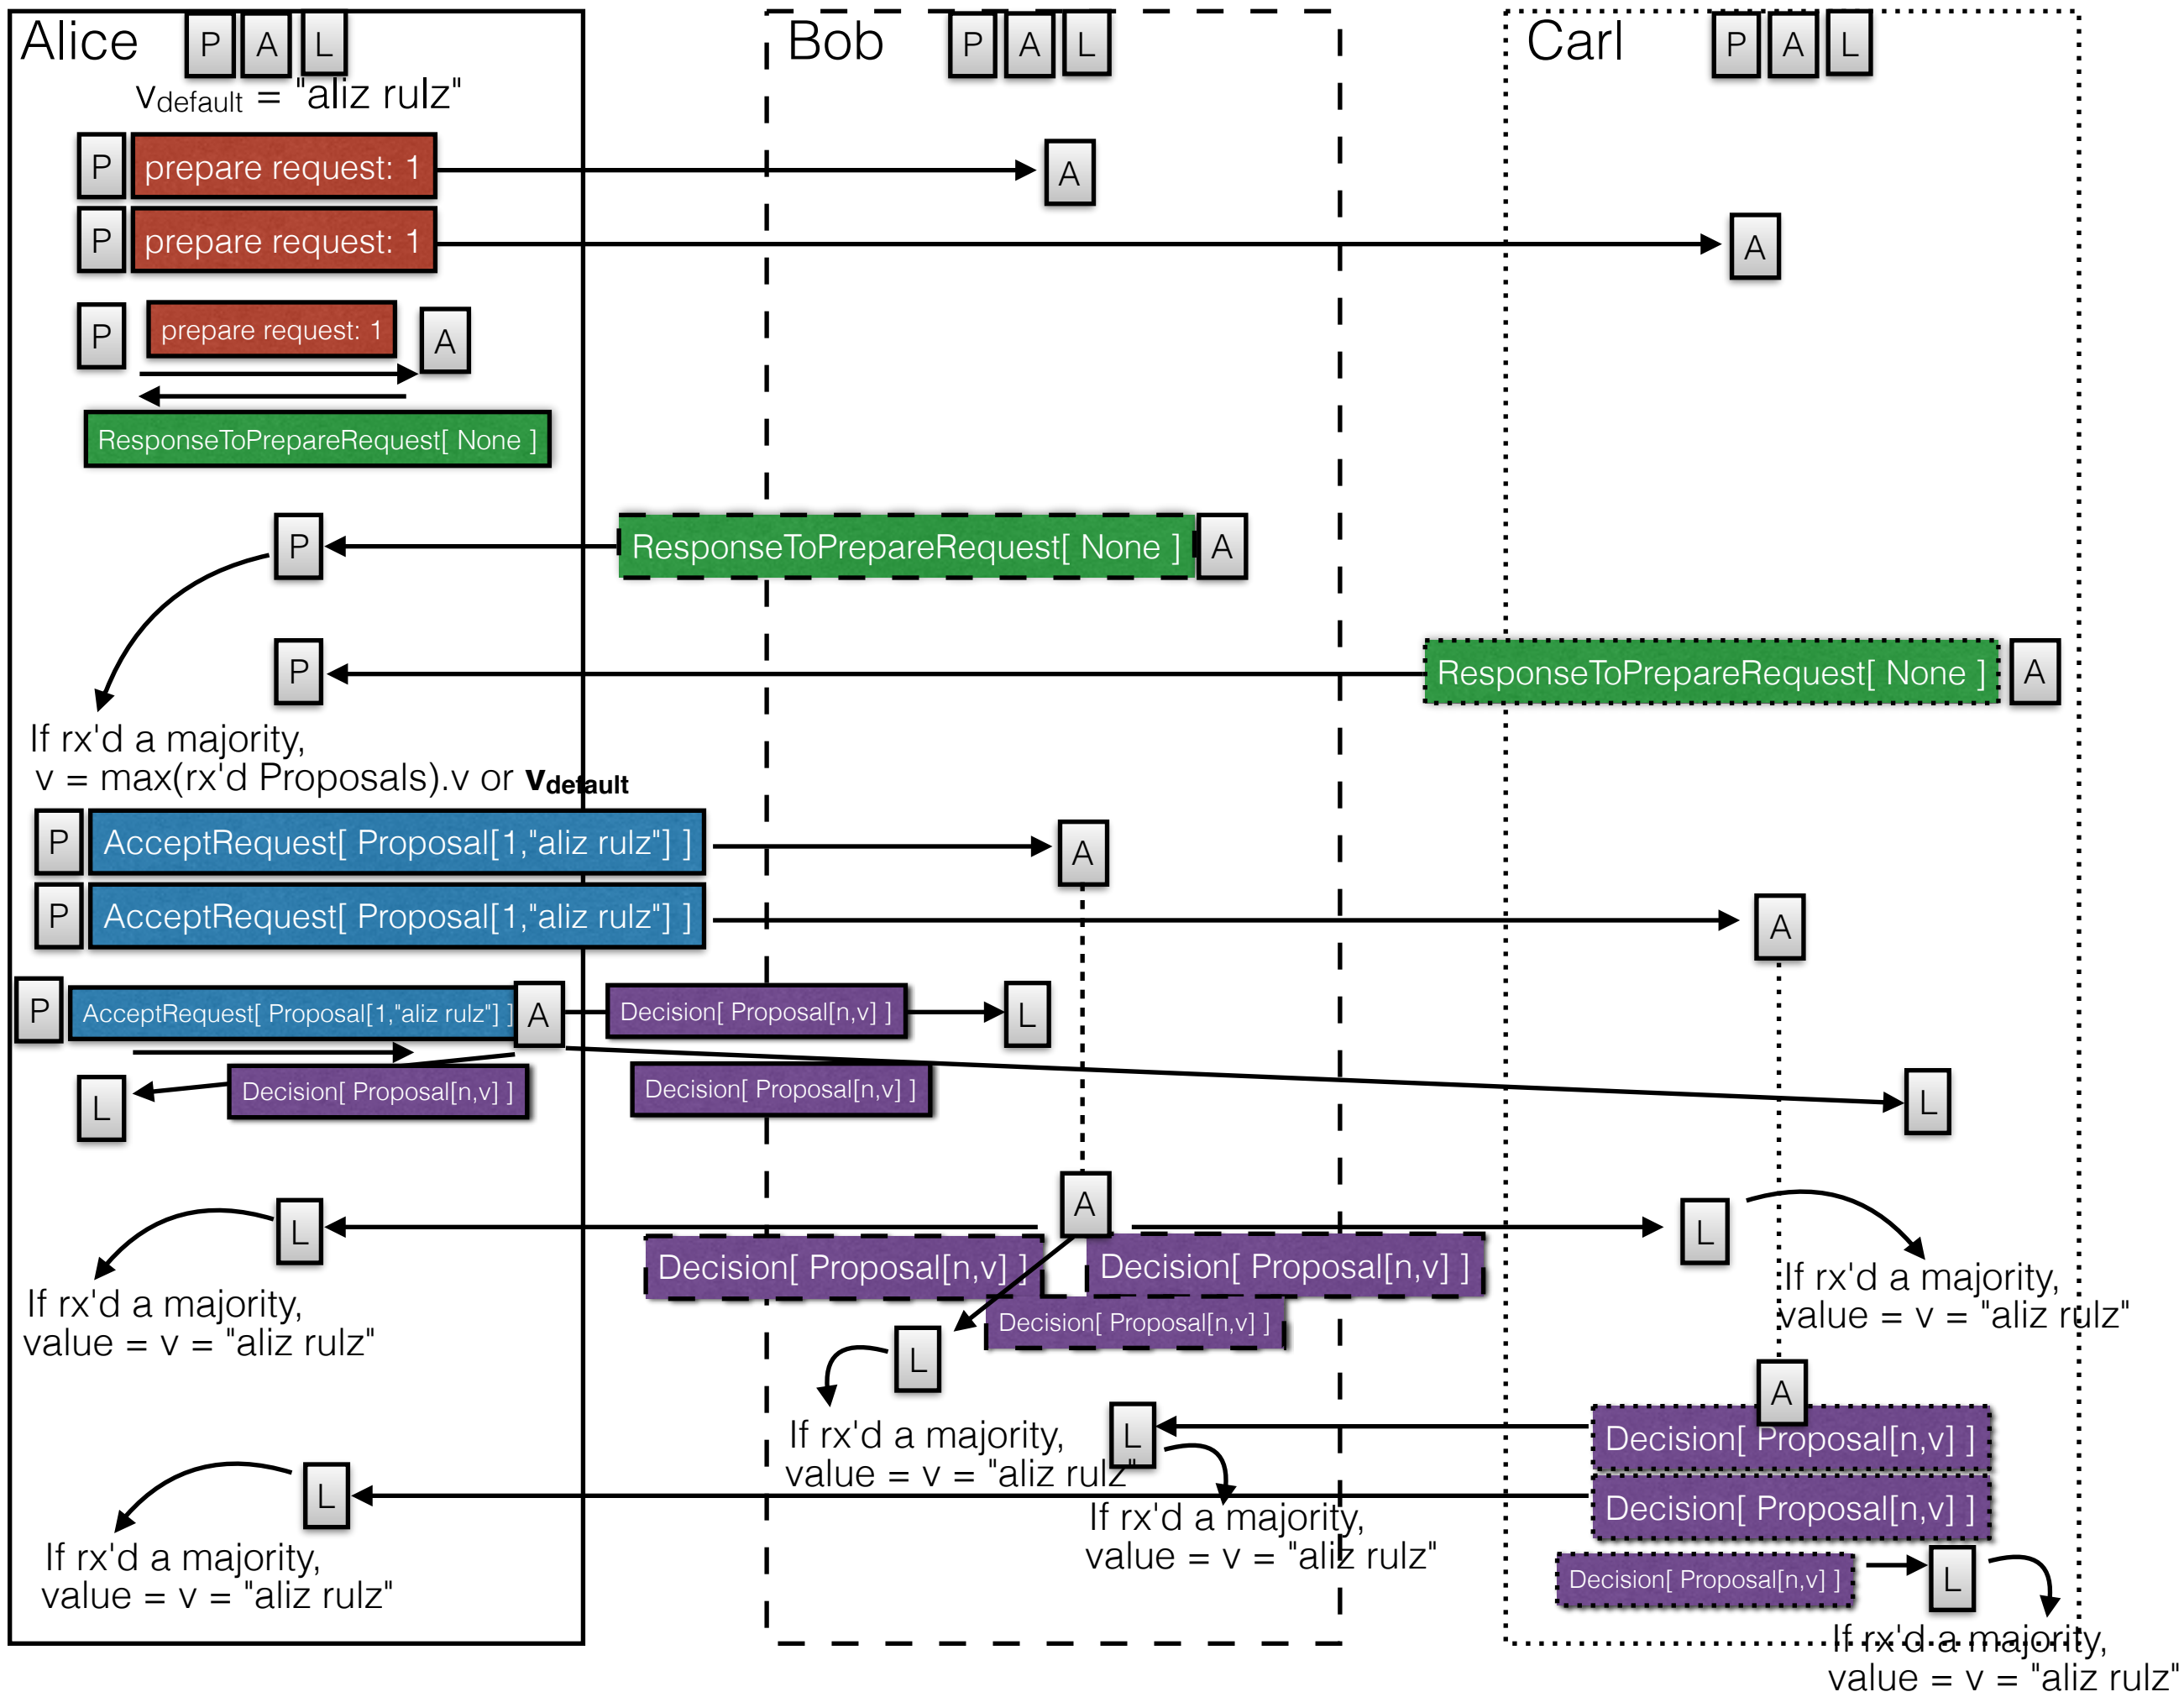 Alice P A L
Bob P A L
Carl P A L
vdefault = "aliz rulz"
P prepare request: 1 A
P prepare request: 1 A
P prepare request: 1 A
ResponseToPrepareRequest[ None ]
P ResponseToPrepareRequest[ None ] A
P ResponseToPrepareRequest[ None ] A
If rx'd a majority,
v = max(rx'd Proposals).v or vdefault
P AcceptRequest[ Proposal[1,"aliz rulz"] ] A
P AcceptRequest[ Proposal[1,"aliz rulz"] ] A
P AcceptRequest[ Proposal[1,"aliz rulz"] ] A Decision[ Proposal[n,v] ] L
L Decision[ Proposal[n,v] ] Decision[ Proposal[n,v] ] L
L A L
Decision[ Proposal[n,v] ] Decision[ Proposal[n,v] ]
If rx'd a majority,
value = v = "aliz rulz"
Decision[ Proposal[n,v] ]
If rx'd a majority,
value = v = "aliz rulz"
L
A
If rx'd a majority,
value = v = "aliz rulz"
L Decision[ Proposal[n,v] ]
L Decision[ Proposal[n,v] ]
If rx'd a majority,
value = v = "aliz rulz"
If rx'd a majority,
value = v = "aliz rulz"
Decision[ Proposal[n,v] ] L
If rx'd a majority,
value = v = "aliz rulz"